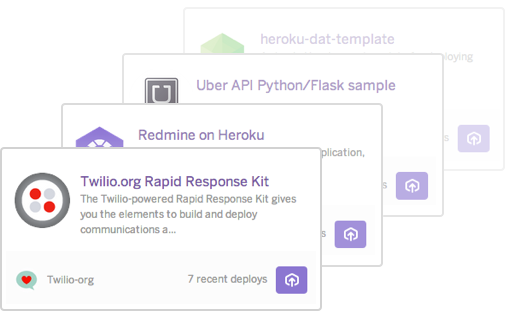 heroku-dat-template
ploying
Uber API Python/Flask sample
Redmine on Heroku
plication,
s
s
Twilio.org Rapid Response Kit
The Twilio-powered Rapid Response Kit gives
you the elements to build and deploy
communications a...
Twilio-org
7 recent deploys